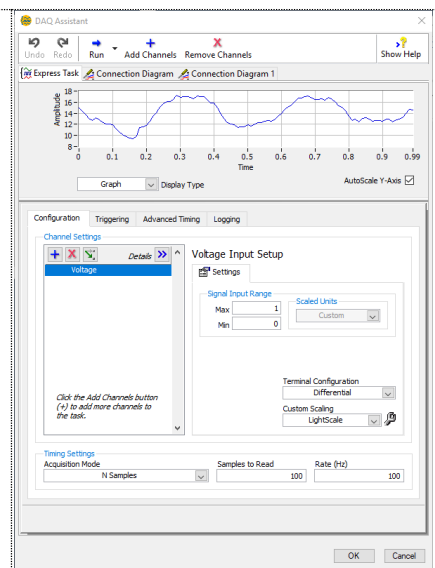 DAQ Assistant
Undo Redo Run Add Channels Remove Channels Show Help
Express Task Connection Diagram Connection Diagram 1
Amplitude
18
16
14
12
10
8
0 0.1 0.2 0.3 0.4 0.5 0.6 0.7 0.8 0.9 0.99
Time
Graph Display Type AutoScale Y-Axis
Configuration Triggering Advanced Timing Logging
Channel Settings
Details
Voltage
Click the Add Channels button
(+) to add more channels to
the task.
Voltage Input Setup
Settings
Signal Input Range
Max 1
Min 0
Scaled Units
Custom
Terminal Configuration
Differential
Custom Scaling
LightScale
Timing Settings
Acquisition Mode Samples to Read Rate (Hz)
N Samples 100 100
OK Cancel